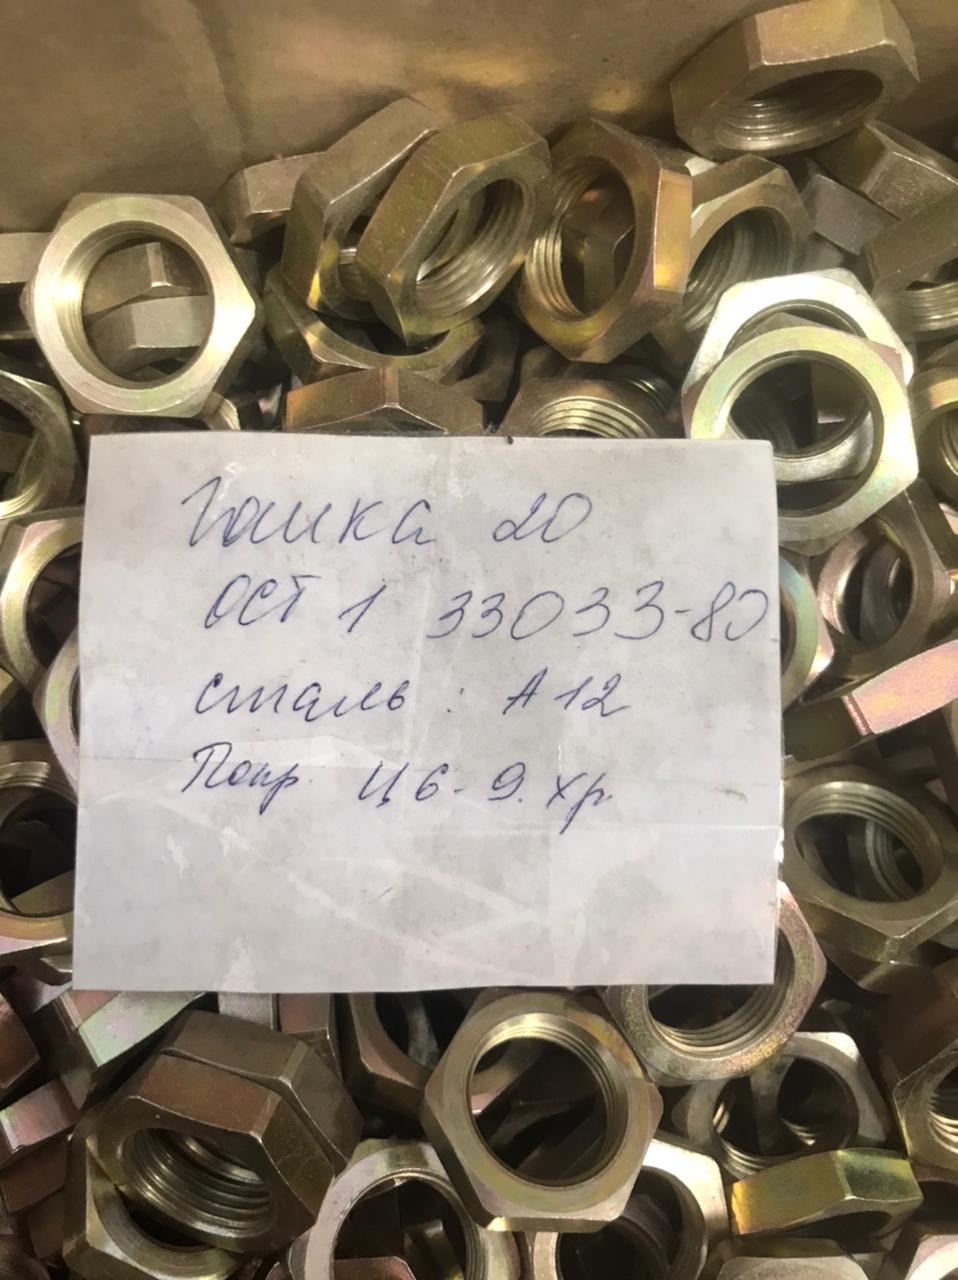 Гайка 20
ОСТ 1 33033-80
сталь: А12
Покр. Ц6-9.хр